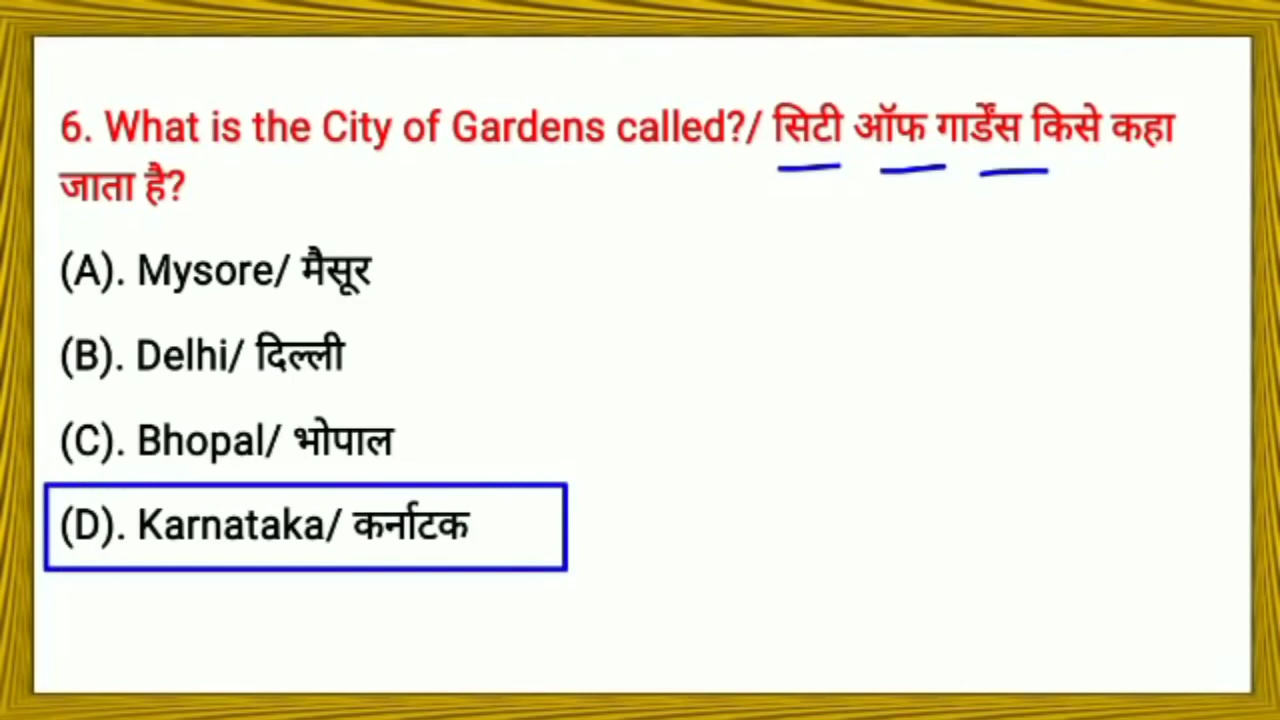 6. What is the City of Gardens called?/ सिटी ऑफ गार्डेंस किसे कहा
जाता है?
(A). Mysore/ मैसूर
(B). Delhi/ दिल्ली
(C). Bhopal/ भोपाल
(D). Karnataka/ कर्नाटक